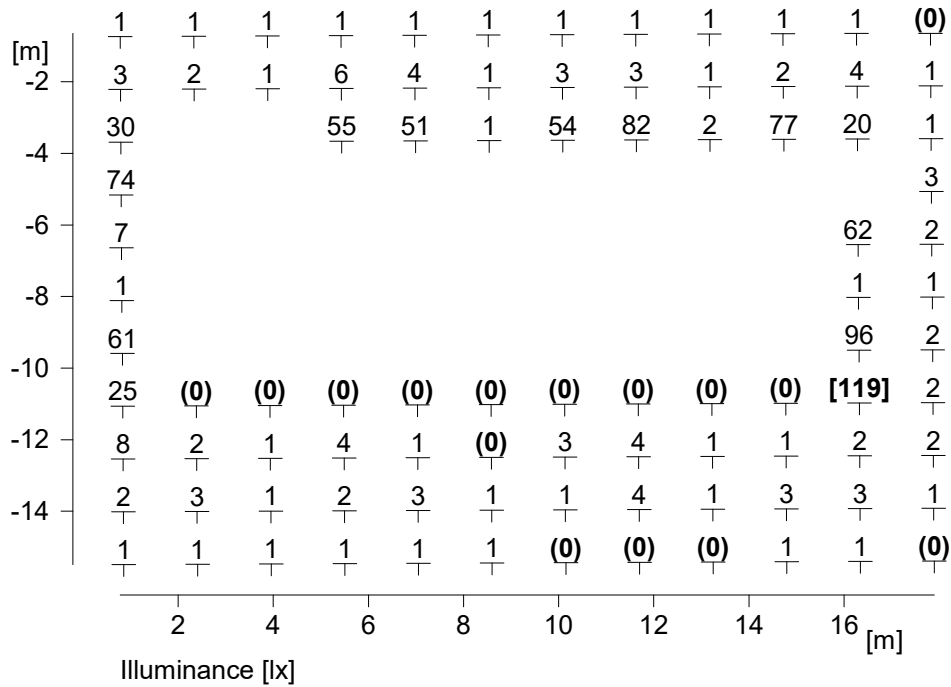 1 1 1 1 1 1 1 1 1 1 1 (0)
[m]
-2 3 2 1 6 4 1 3 3 1 2 4 1
30 55 51 1 54 82 2 77 20 1
-4
74 3
-6 7 62 2
-8 1 1 1
61 96 2
-10
25 (0) (0) (0) (0) (0) (0) (0) (0) (0) [119] 2
-12 8 2 1 4 1 (0) 3 4 1 1 2 2
-14 2 3 1 2 3 1 1 4 1 3 3 1
1 1 1 1 1 1 (0) (0) (0) 1 1 (0)
2 4 6 8 10 12 14 16 [m]
Illuminance [lx]